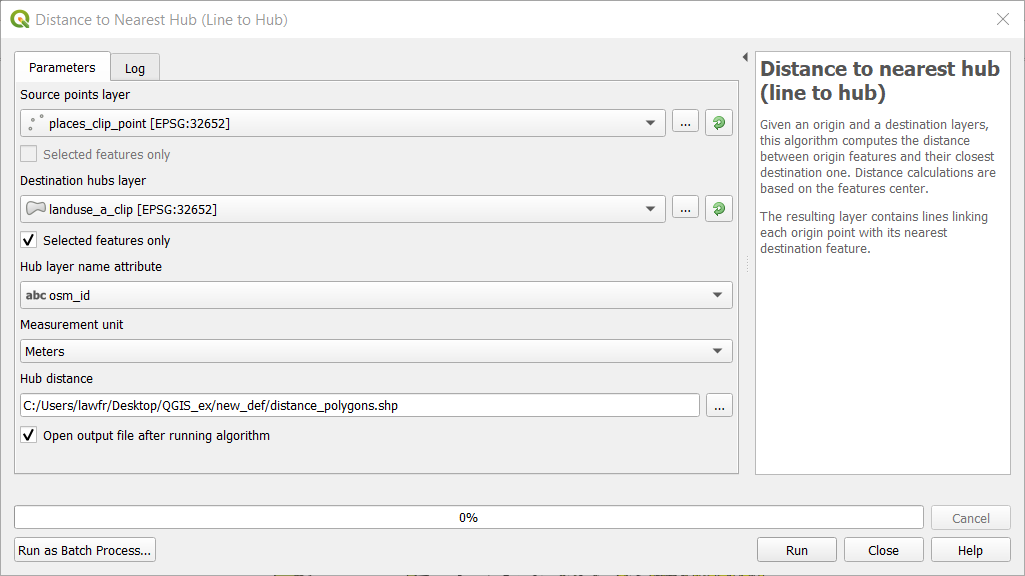 Distance to Nearest Hub (Line to Hub)
Parameters
Log
Source points layer
places_clip_point [EPSG:32652]
...
Selected features only
Destination hubs layer
landuse_a_clip [EPSG:32652]
...
Selected features only
Hub layer name attribute
abc osm_id
Measurement unit
Meters
Hub distance
C:/Users/lawfr/Desktop/QGIS_ex/new_def/distance_polygons.shp
...
Open output file after running algorithm
Distance to nearest hub
(line to hub)
Given an origin and a destination layers,
this algorithm computes the distance
between origin features and their closest
destination one. Distance calculations are
based on the features center.
The resulting layer contains lines linking
each origin point with its nearest
destination feature.
0%
Cancel
Run as Batch Process...
Run
Close
Help